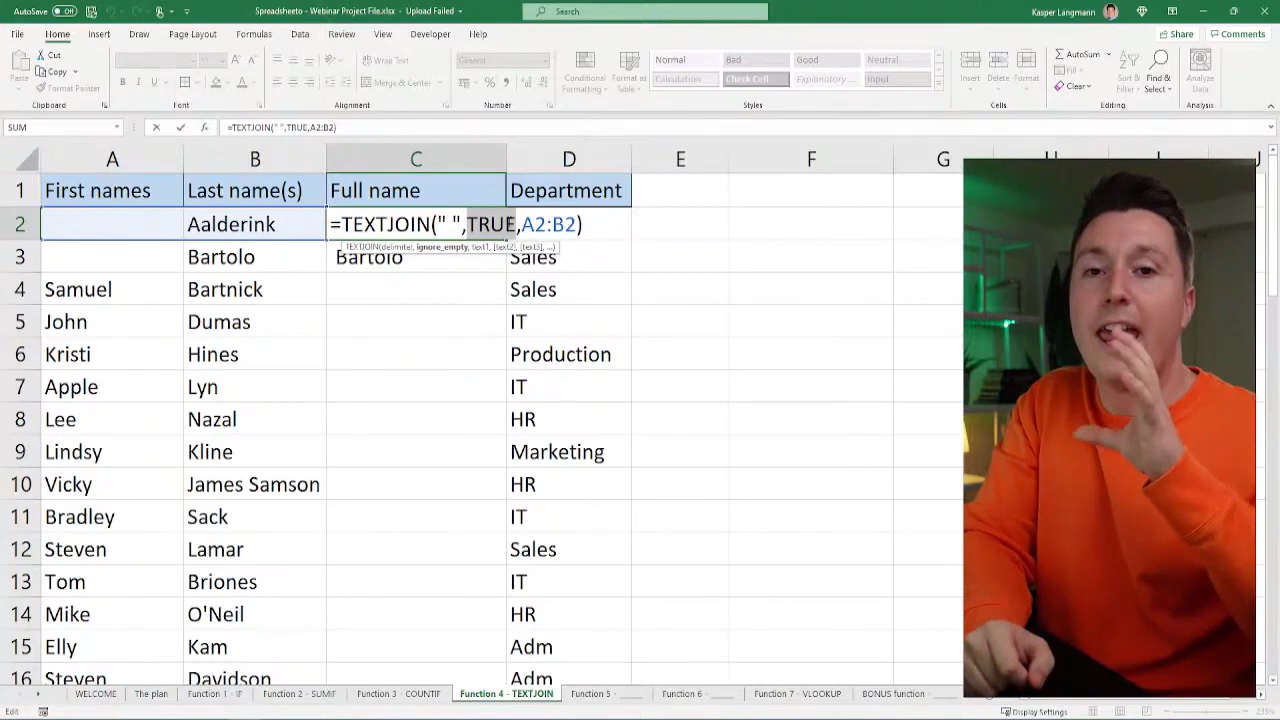 AutoSave Off Spreadsheeto - Webinar Project File.xlsx - Upload Failed Search Kasper Langmann
File Home Insert Draw Page Layout Formulas Data Review View Developer Help Share Comments
Paste Cut Copy Format Painter Clipboard
Font
Alignment
General Number
Conditional Formatting Format as Table
Normal Bad Good Neutral
Calculation Check Cell Explanatory ... Input
Styles
Insert Delete Format Cells
AutoSum Fill Clear Sort & Filter Find & Select Editing
Analyze Data Analysis
SUM =TEXTJOIN(" ",TRUE,A2:B2)
A B C D E F G
1 First names Last name(s) Full name Department
2 Aalderink =TEXTJOIN(" ",TRUE,A2:B2)
TEXTJOIN(delimiter, ignore_empty, text1, [text2], [text3], ...)
3 Bartolo Bartolo Sales
4 Samuel Bartnick Sales
5 John Dumas IT
6 Kristi Hines Production
7 Apple Lyn IT
8 Lee Nazal HR
9 Lindsy Kline Marketing
10 Vicky James Samson HR
11 Bradley Sack IT
12 Steven Lamar Sales
13 Tom Briones IT
14 Mike O'Neil HR
15 Elly Kam Adm
16 Steven Davidson Adm
WELCOME The plan Function 1 - IF Function 2 - SUMIF Function 3 - COUNTIF Function 4 - TEXTJOIN Function 5 - ____ Function 6 - ____ Function 7 - VLOOKUP BONUS function - ____
Edit Display Settings 235%